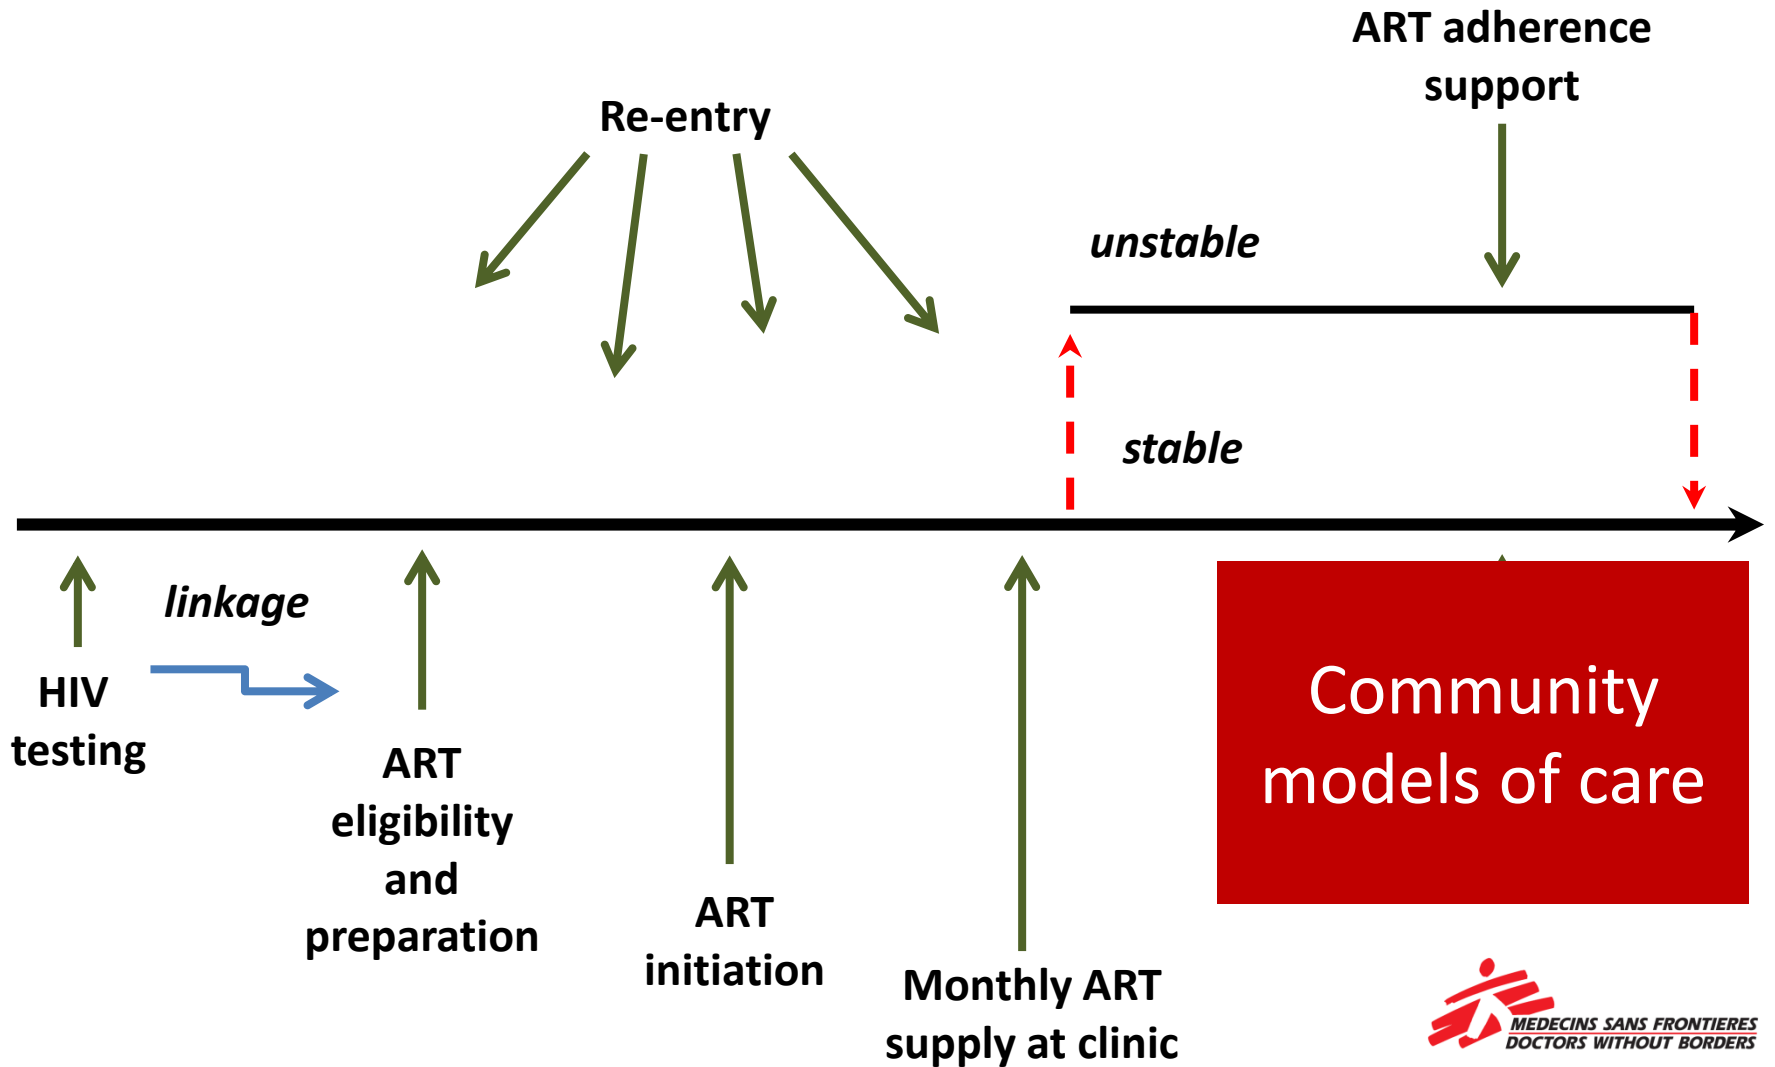 ART adherence
support
Re-entry
unstable
stable
linkage
HIV
testing
ART
eligibility
and
preparation
ART
initiation
Monthly ART
supply at clinic
Community
models of care
MEDECINS SANS FRONTIERES
DOCTORS WITHOUT BORDERS